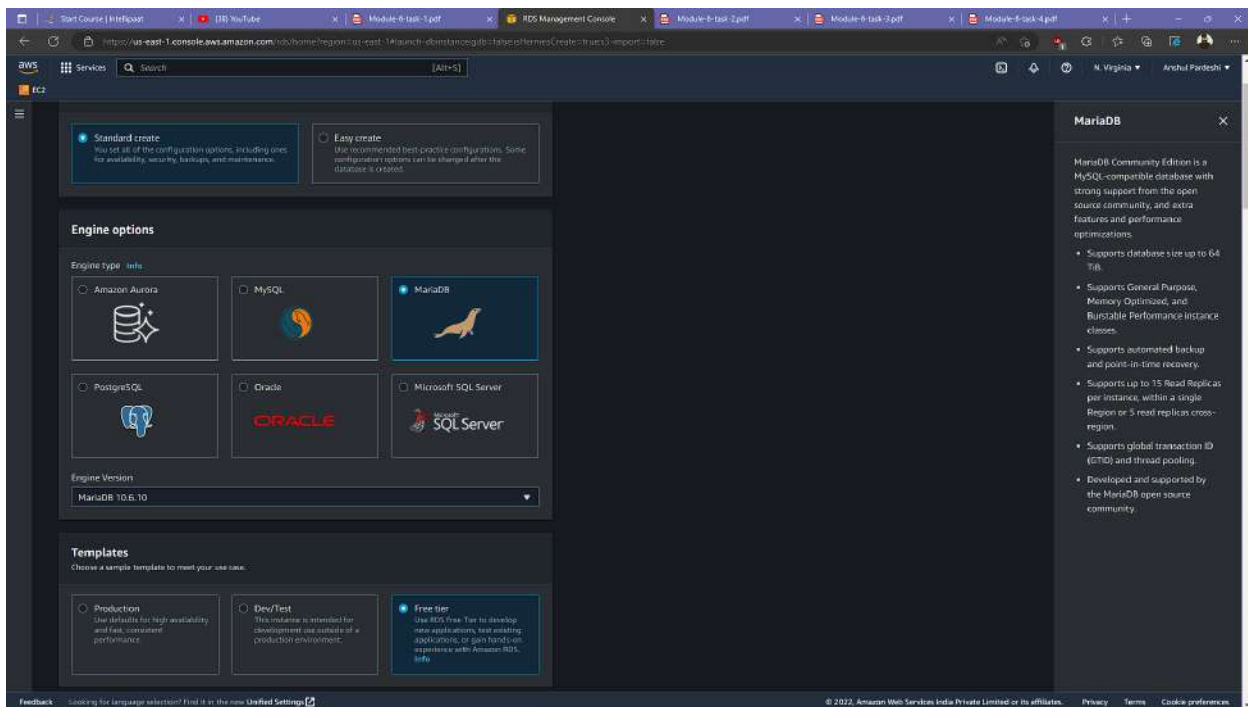 Start Course | Intellipaat
(38) YouTube
Module-6-task-1.pdf
RDS Management Console
Module-6-task-2.pdf
Module-6-task-3.pdf
Module-6-task-4.pdf
aws
Services
Search
[Alt+S]
N. Virginia
Anshul Pardeshi
EC2
Standard create
You set all of the configuration options, including ones
for availability, security, backups, and maintenance.
Easy create
Use recommended best-practice configurations. Some
configuration options can be changed after the
database is created.
Engine options
Engine type Info
Amazon Aurora
MySQL
MariaDB
PostgreSQL
Oracle
ORACLE
Microsoft SQL Server
Microsoft
SQL Server
Engine Version
MariaDB 10.6.10
Templates
Choose a sample template to meet your use case.
Production
Use defaults for high availability
and fast, consistent
performance.
Dev/Test
This instance is intended for
development use outside of a
production environment.
Free tier
Use RDS Free Tier to develop
new applications, test existing
applications, or gain hands-on
experience with Amazon RDS.
Info
MariaDB
MariaDB Community Edition is a
MySQL-compatible database with
strong support from the open
source community, and extra
features and performance
optimizations.
Supports database size up to 64
TiB.
Supports General Purpose,
Memory Optimized, and
Burstable Performance instance
classes.
Supports automated backup
and point-in-time recovery.
Supports up to 15 Read Replicas
per instance, within a single
Region or 5 read replicas cross-
region.
Supports global transaction ID
(GTID) and thread pooling.
Developed and supported by
the MariaDB open source
community.
Feedback
Looking for language selection? Find it in the new Unified Settings
© 2022, Amazon Web Services India Private Limited or its affiliates.
Privacy
Terms
Cookie preferences